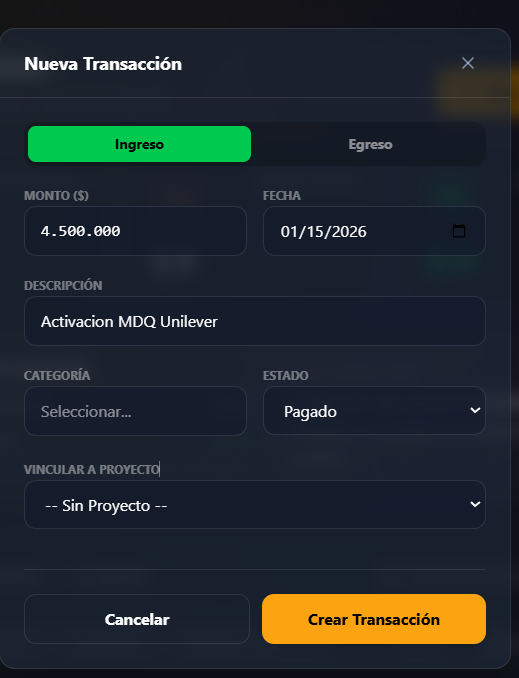 Nueva Transacción
Ingreso Egreso
MONTO ($) FECHA
4.500.000 01/15/2026
DESCRIPCIÓN
Activacion MDQ Unilever
CATEGORÍA ESTADO
Seleccionar... Pagado
VINCULAR A PROYECTO
-- Sin Proyecto --
Cancelar Crear Transacción